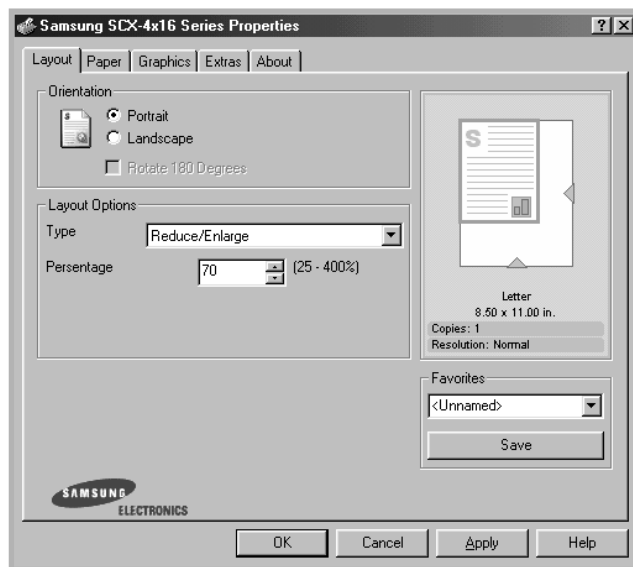 Samsung SCX-4x16 Series Properties
Layout Paper Graphics Extras About
Orientation
S
Portrait
Landscape
Rotate 180 Degrees
Layout Options
Type Reduce/Enlarge
Persentage 70 (25 - 400%)
S
Letter
8.50 x 11.00 in.
Copies: 1
Resolution: Normal
Favorites
<Unnamed>
Save
SAMSUNG
ELECTRONICS
OK Cancel Apply Help